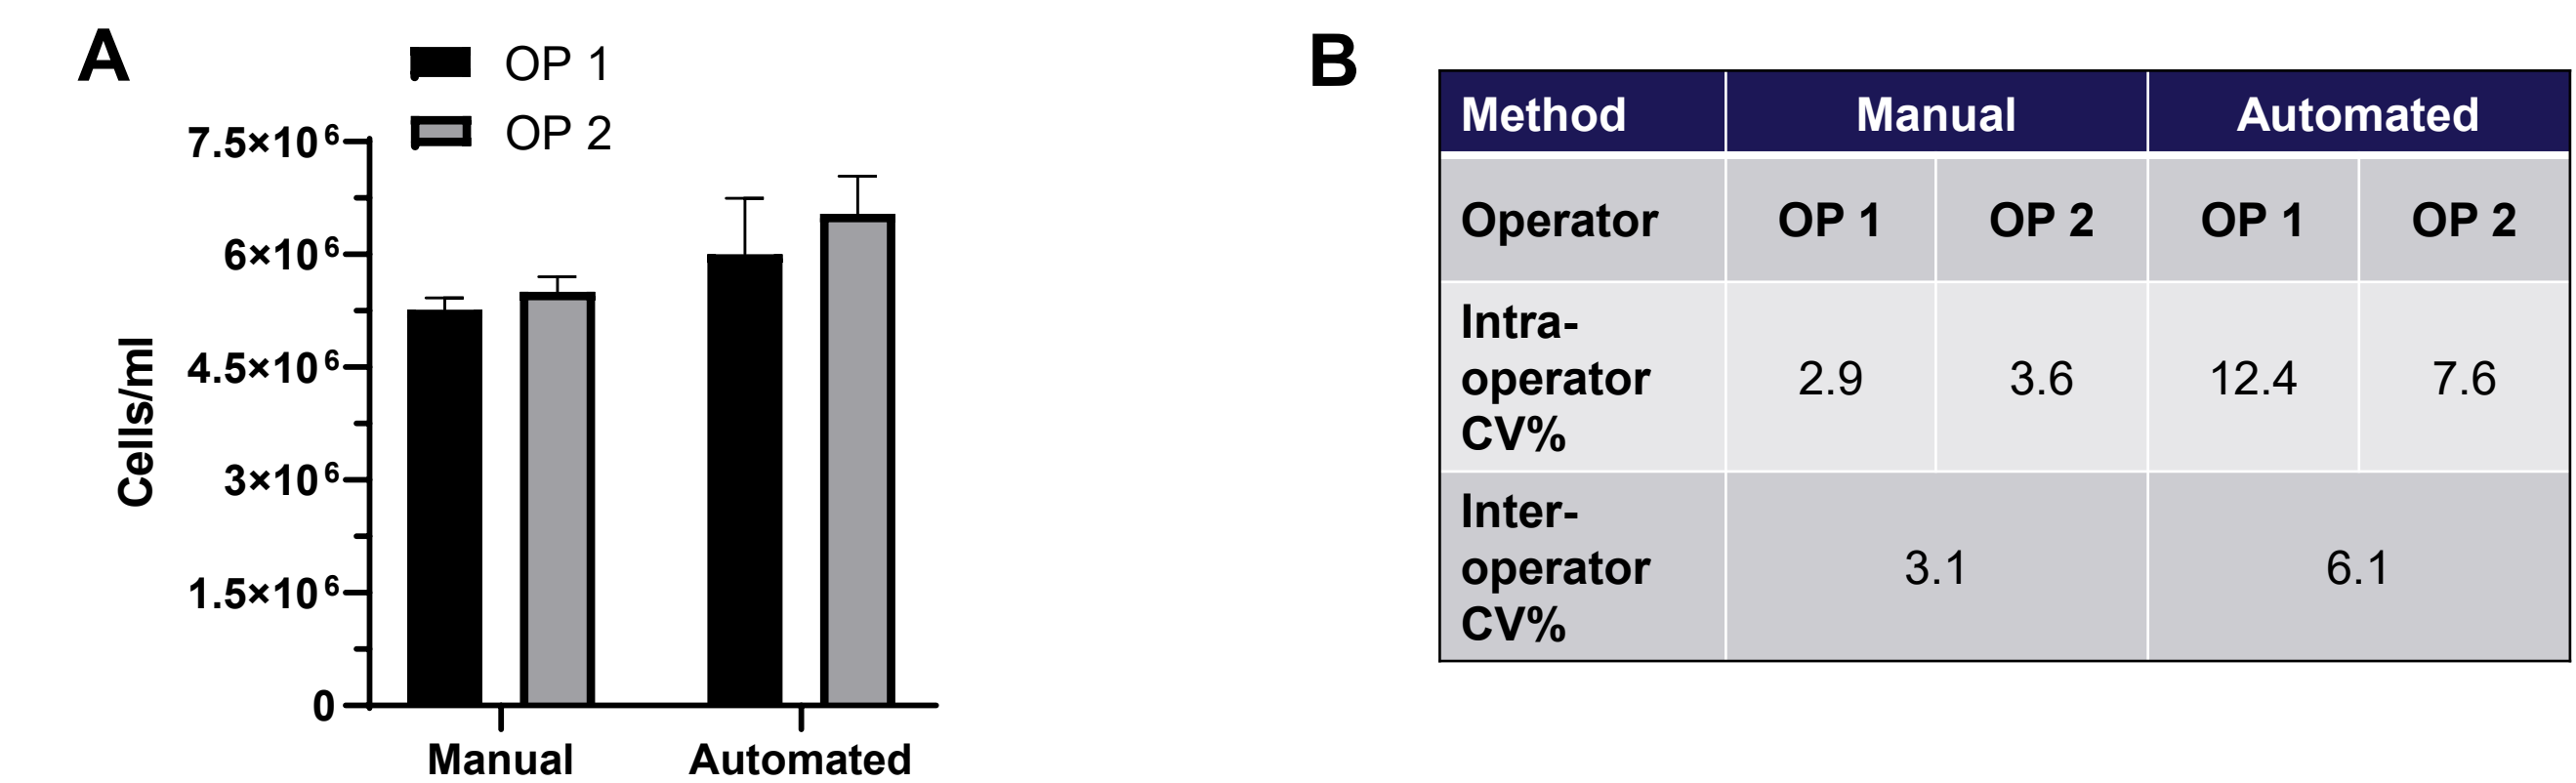 A
OP 1
OP 2
7.5×10⁶
6×10⁶
4.5×10⁶
3×10⁶
1.5×10⁶
0
Cells/ml
Manual
Automated
B
Method Manual Automated
Operator OP 1 OP 2 OP 1 OP 2
Intra-
operator
CV%
2.9 3.6 12.4 7.6
Inter-
operator
CV%
3.1 6.1